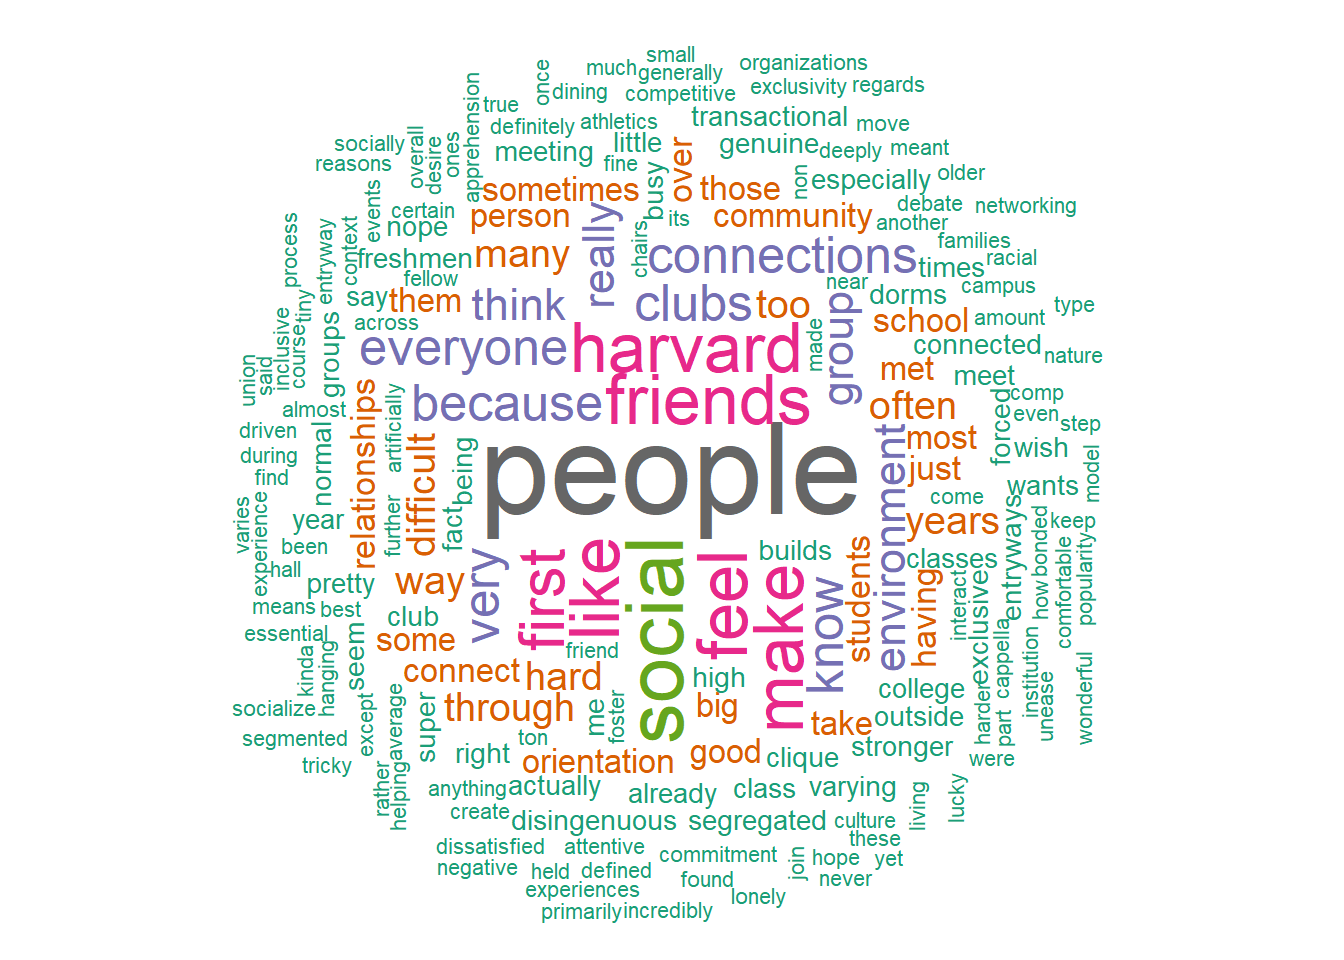 small
organizations
much
generally
exclusivity
regards
once
dining
competitive
true
apprehension
definitely
athletics
transactional
move
socially
overall
desire
ones
meeting
little
genuine
deeply
meant
reasons
fine
busy
over
non
especially
older
sometimes
those
events
certain
person
its
community
debate
networking
process
entryway
context
nope
really
chairs
another
families
freshmen
many
connections
racial
fellow
times
tiny
say
them
think
clubs
too
near
dorms
campus
across
group
school
amount
type
inclusive
course
groups
everyone
harvard
made
connected
nature
union
said
met
meet
almost
because
friends
often
comp
even
step
driven
relationships
artificially
most
forced
wish
during
normal
difficult
being
people
environment
just
model
find
come
wants
varies
experience
year
further
fact
years
entryways
keep
been
very
first
like
social
feel
builds
make
students
classes
how
bonded
comfortable
popularity
hall
pretty
way
know
having
interact
exclusive
means
best
club
essential
some
friend
kinda
hanging
seem
connect
hard
high
college
harder
part
cappella
institution
unease
wonderful
socialize
except
average
super
through
me
foster
big
take
outside
segmented
ton
tricky
right
orientation
good
clique
stronger
were
rather
helping
anything
actually
already
class
varying
living
lucky
create
disingenuous
segregated
culture
these
dissatisfied
attentive
commitment
join
hope
yet
negative
held
defined
found
never
experiences
lonely
primarily
incredibly